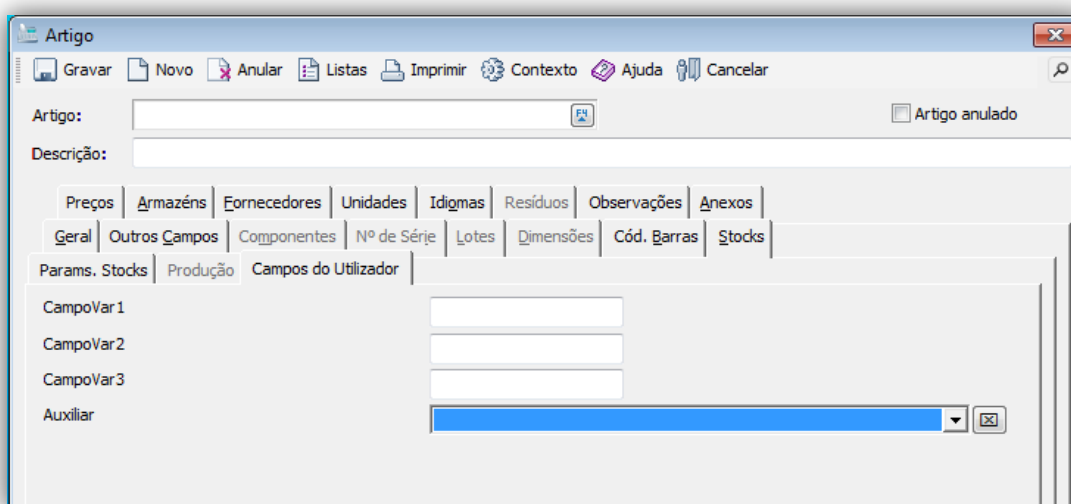 Artigo
Gravar Novo Anular Listas Imprimir Contexto Ajuda Cancelar
Artigo: F4 Artigo anulado
Descrição:
Preços Armazéns Fornecedores Unidades Idiomas Resíduos Observações Anexos
Geral Outros Campos Componentes Nº de Série Lotes Dimensões Cód. Barras Stocks
Params. Stocks Produção Campos do Utilizador
CampoVar1
CampoVar2
CampoVar3
Auxiliar